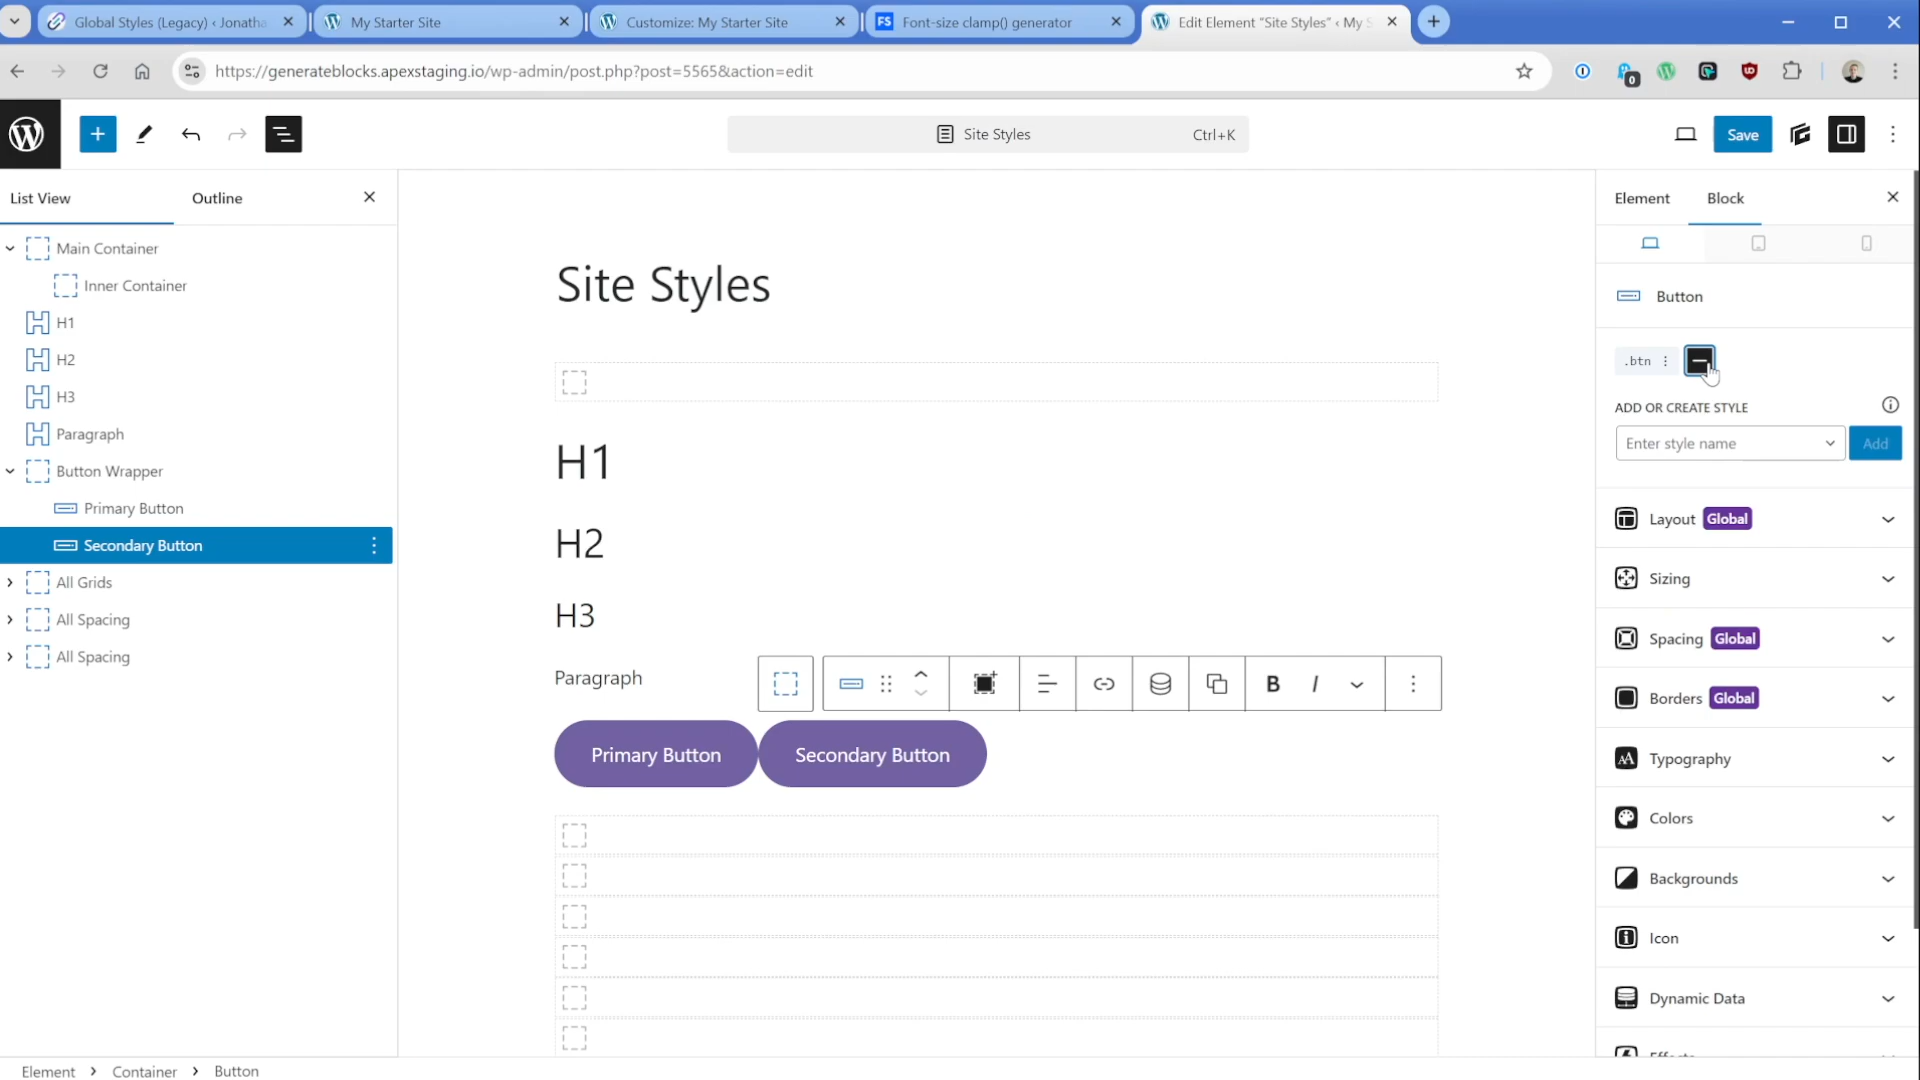 Global Styles (Legacy) ‹ Jonatha
My Starter Site
Customize: My Starter Site
FS
Font-size clamp() generator
Edit Element "Site Styles" ‹ My S
https://generateblocks.apexstaging.io/wp-admin/post.php?post=5565&action=edit
0
Site Styles
Ctrl+K
Save
List View
Outline
Main Container
Inner Container
H1
H2
H3
Paragraph
Button Wrapper
Primary Button
Secondary Button
All Grids
All Spacing
All Spacing
Site Styles
H1
H2
H3
Paragraph
B I
Primary Button
Secondary Button
Element
Block
Button
.btn
ADD OR CREATE STYLE
Enter style name
Add
Layout Global
Sizing
Spacing Global
Borders Global
Typography
Colors
Backgrounds
Icon
Dynamic Data
Element > Container > Button